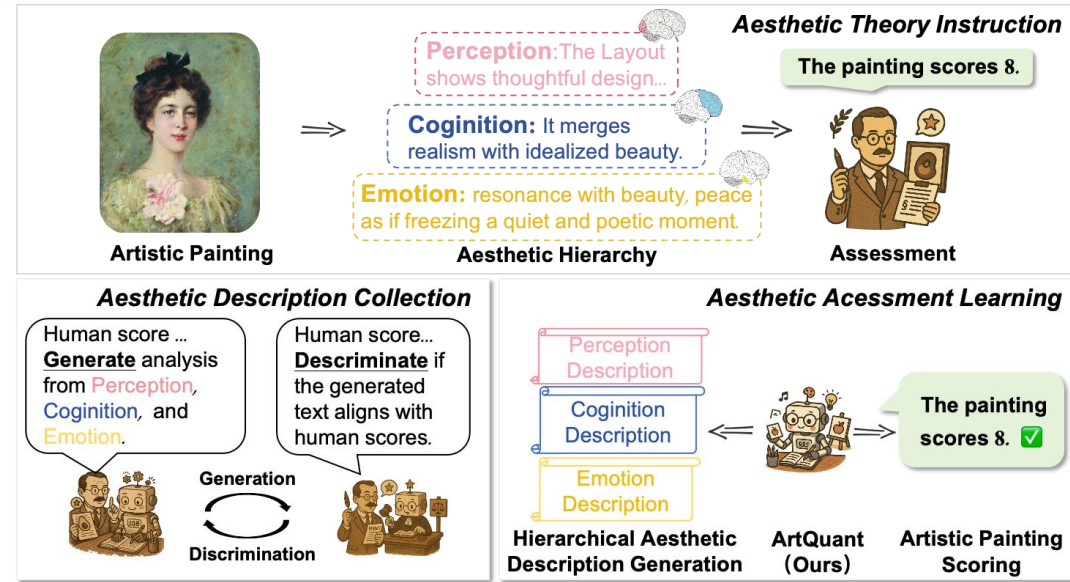 Aesthetic Theory Instruction
Perception:The Layout
shows thoughtful design...
Coginition: It merges
realism with idealized beauty.
Emotion: resonance with beauty, peace
as if freezing a quiet and poetic moment.
The painting scores 8.
Artistic Painting
Aesthetic Hierarchy
Assessment
Aesthetic Description Collection
Human score ...
Generate analysis
from Perception,
Coginition, and
Emotion.
Human score...
Discriminate if
the generated
text aligns with
human scores.
Generation
Discrimination
Aesthetic Acessment Learning
Perception
Description
Coginition
Description
Emotion
Description
The painting
scores 8. ✅
Hierarchical Aesthetic
Description Generation
ArtQuant
(Ours)
Artistic Painting
Scoring